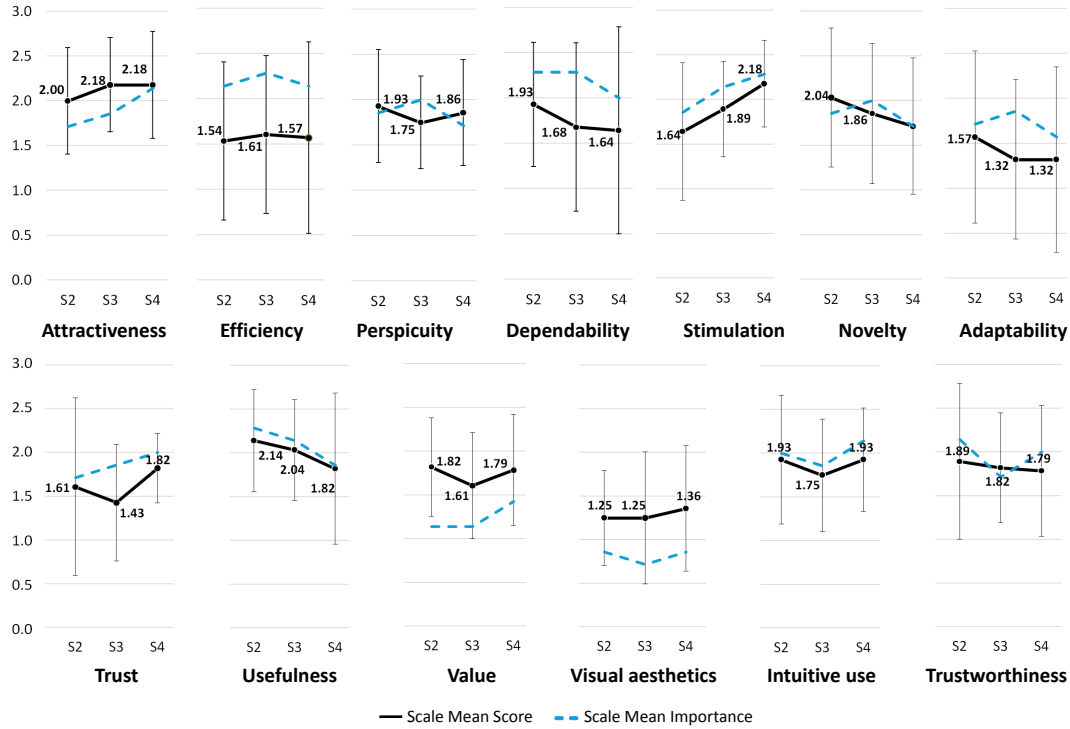 3.0
2.5
2.0
1.5
1.0
0.5
0.0
2.00 2.18 2.18
S2 S3 S4
Attractiveness
1.54 1.61 1.57
S2 S3 S4
Efficiency
1.93 1.75 1.86
S2 S3 S4
Perspicuity
1.93 1.68 1.64
S2 S3 S4
Dependability
1.64 1.89 2.18
S2 S3 S4
Stimulation
2.04 1.86
S2 S3 S4
Novelty
1.57 1.32 1.32
S2 S3 S4
Adaptability
3.0
2.5
2.0
1.5
1.0
0.5
0.0
1.61 1.43 1.82
S2 S3 S4
Trust
2.14 2.04 1.82
S2 S3 S4
Usefulness
1.82 1.61 1.79
S2 S3 S4
Value
1.25 1.25 1.36
S2 S3 S4
Visual aesthetics
1.93 1.75 1.93
S2 S3 S4
Intuitive use
1.89 1.82 1.79
S2 S3 S4
Trustworthiness
Scale Mean Score Scale Mean Importance